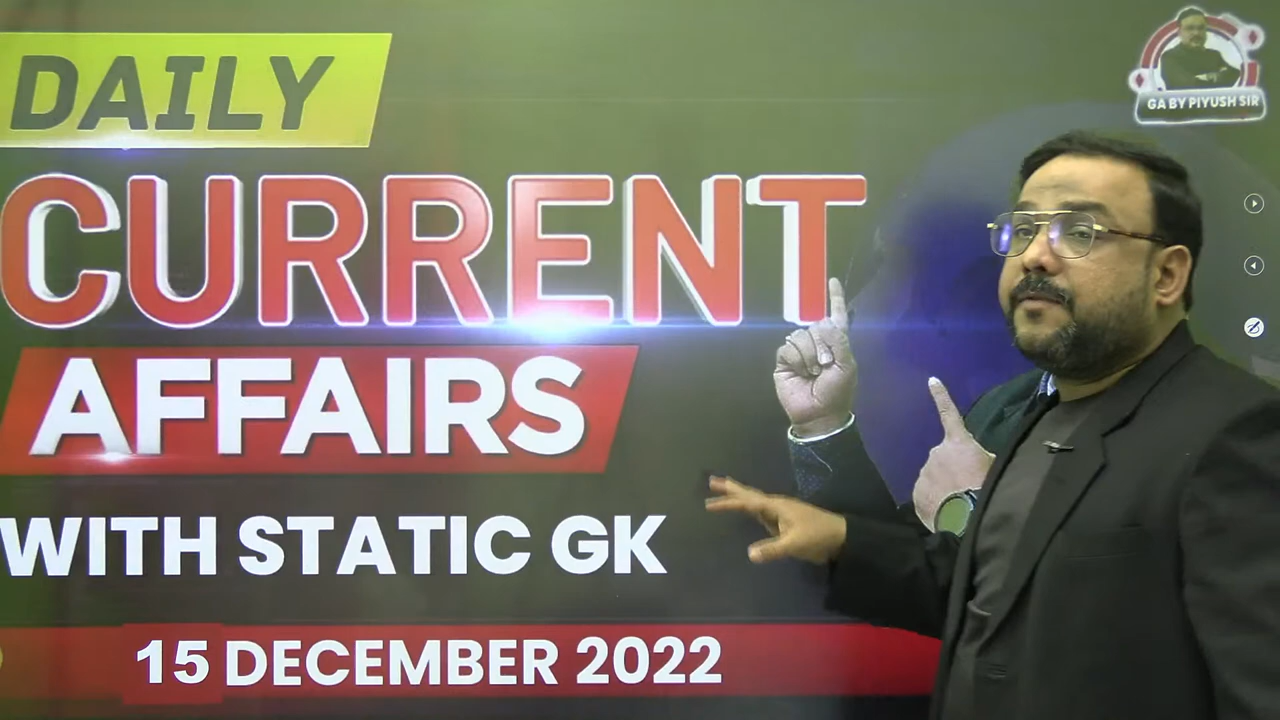 DAILY
CURRENT
AFFAIRS
WITH STATIC GK
15 DECEMBER 2022
GA BY PIYUSH SIR